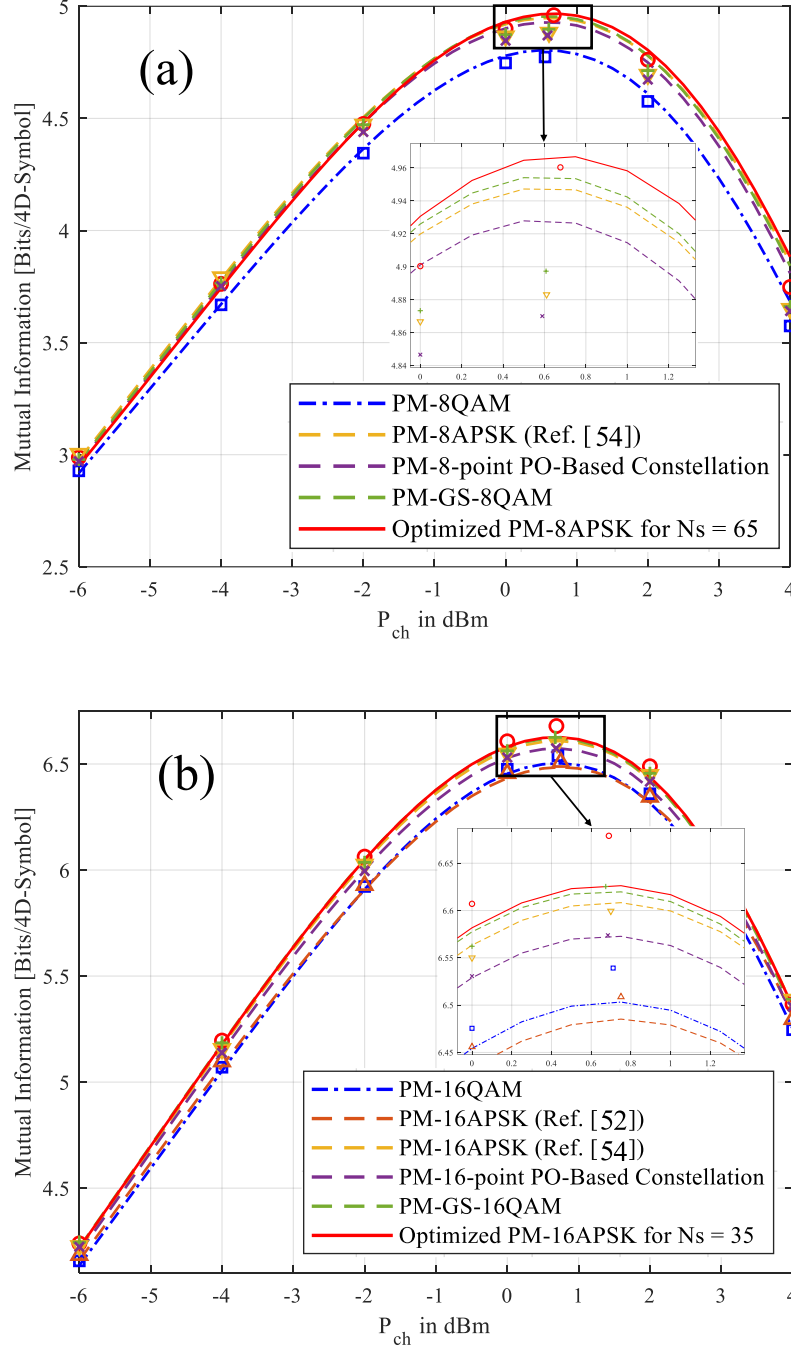 5
(a)
4.5
4.96
4.94
4.92
4.9
4.88
4.86
4.84
0 0.2 0.4 0.6 0.8 1 1.2
4
3.5
3
2.5
Mutual Information [Bits/4D-Symbol]
PM-8QAM
PM-8APSK (Ref. [54])
PM-8-point PO-Based Constellation
PM-GS-8QAM
Optimized PM-8APSK for Ns = 65
-6 -5 -4 -3 -2 -1 0 1 2 3 4
P_ch in dBm
(b)
6.5
6
5.5
5
4.5
Mutual Information [Bits/4D-Symbol]
6.65
6.6
6.55
6.5
6.45
0 0.2 0.4 0.6 0.8 1 1.2
PM-16QAM
PM-16APSK (Ref. [52])
PM-16APSK (Ref. [54])
PM-16-point PO-Based Constellation
PM-GS-16QAM
Optimized PM-16APSK for Ns = 35
-6 -5 -4 -3 -2 -1 0 1 2 3 4
P_ch in dBm